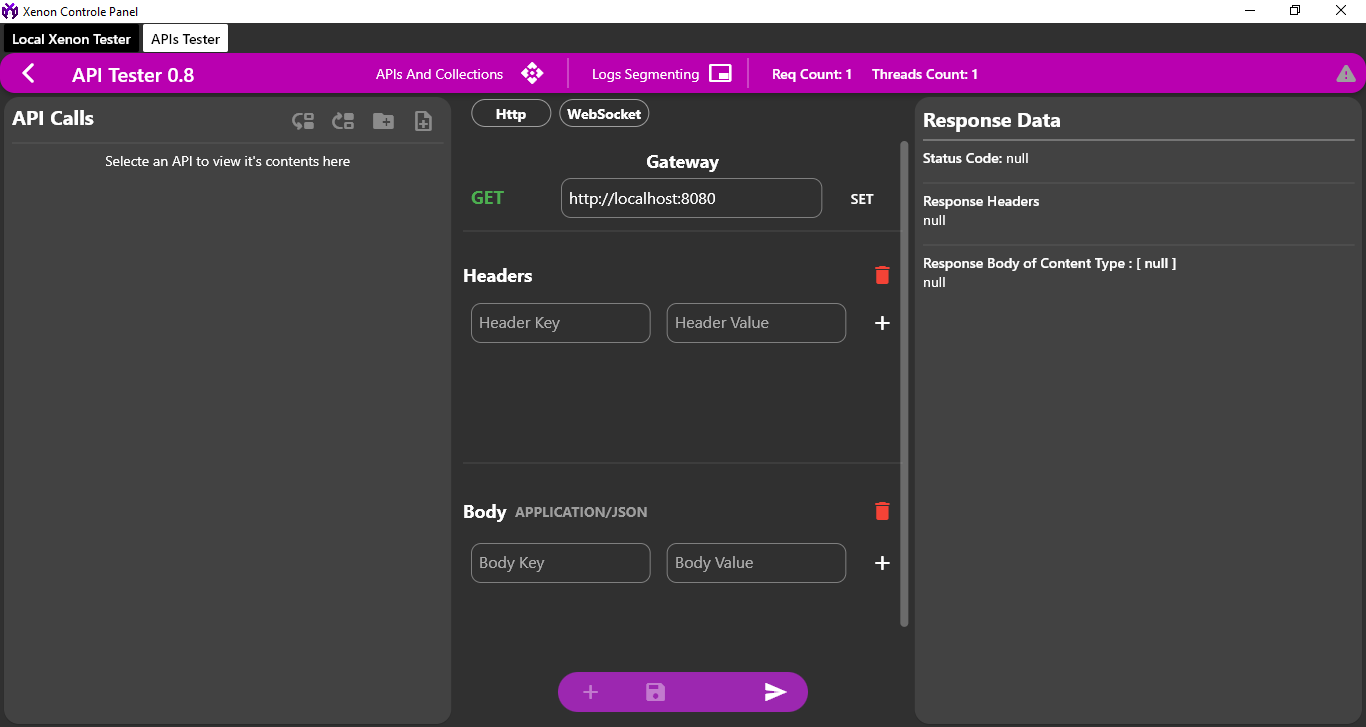 Xenon Controle Panel
Local Xenon Tester
APIs Tester
API Tester 0.8
APIs And Collections
Logs Segmenting
Req Count: 1
Threads Count: 1
API Calls
Selecte an API to view it's contents here
Http
WebSocket
Gateway
GET
http://localhost:8080
SET
Headers
Header Key
Header Value
Body APPLICATION/JSON
Body Key
Body Value
Response Data
Status Code: null
Response Headers
null
Response Body of Content Type : [ null ]
null